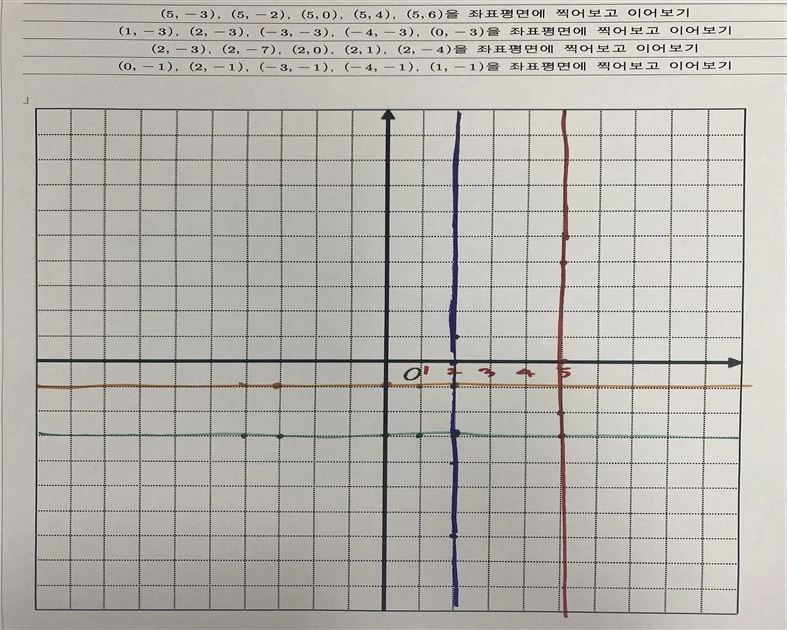 (5, −3), (5, −2), (5,0), (5,4), (5,6)을 좌표평면에 찍어보고 이어보기
(1, −3), (2, −3), (−3, −3), (−4, −3), (0, −3)을 좌표평면에 찍어보고 이어보기
(2, −3), (2, −7), (2,0), (2,1), (2, −4)을 좌표평면에 찍어보고 이어보기
(0, −1), (2, −1), (−3, −1), (−4, −1), (1, −1)을 좌표평면에 찍어보고 이어보기
O 1 2 3 4 5